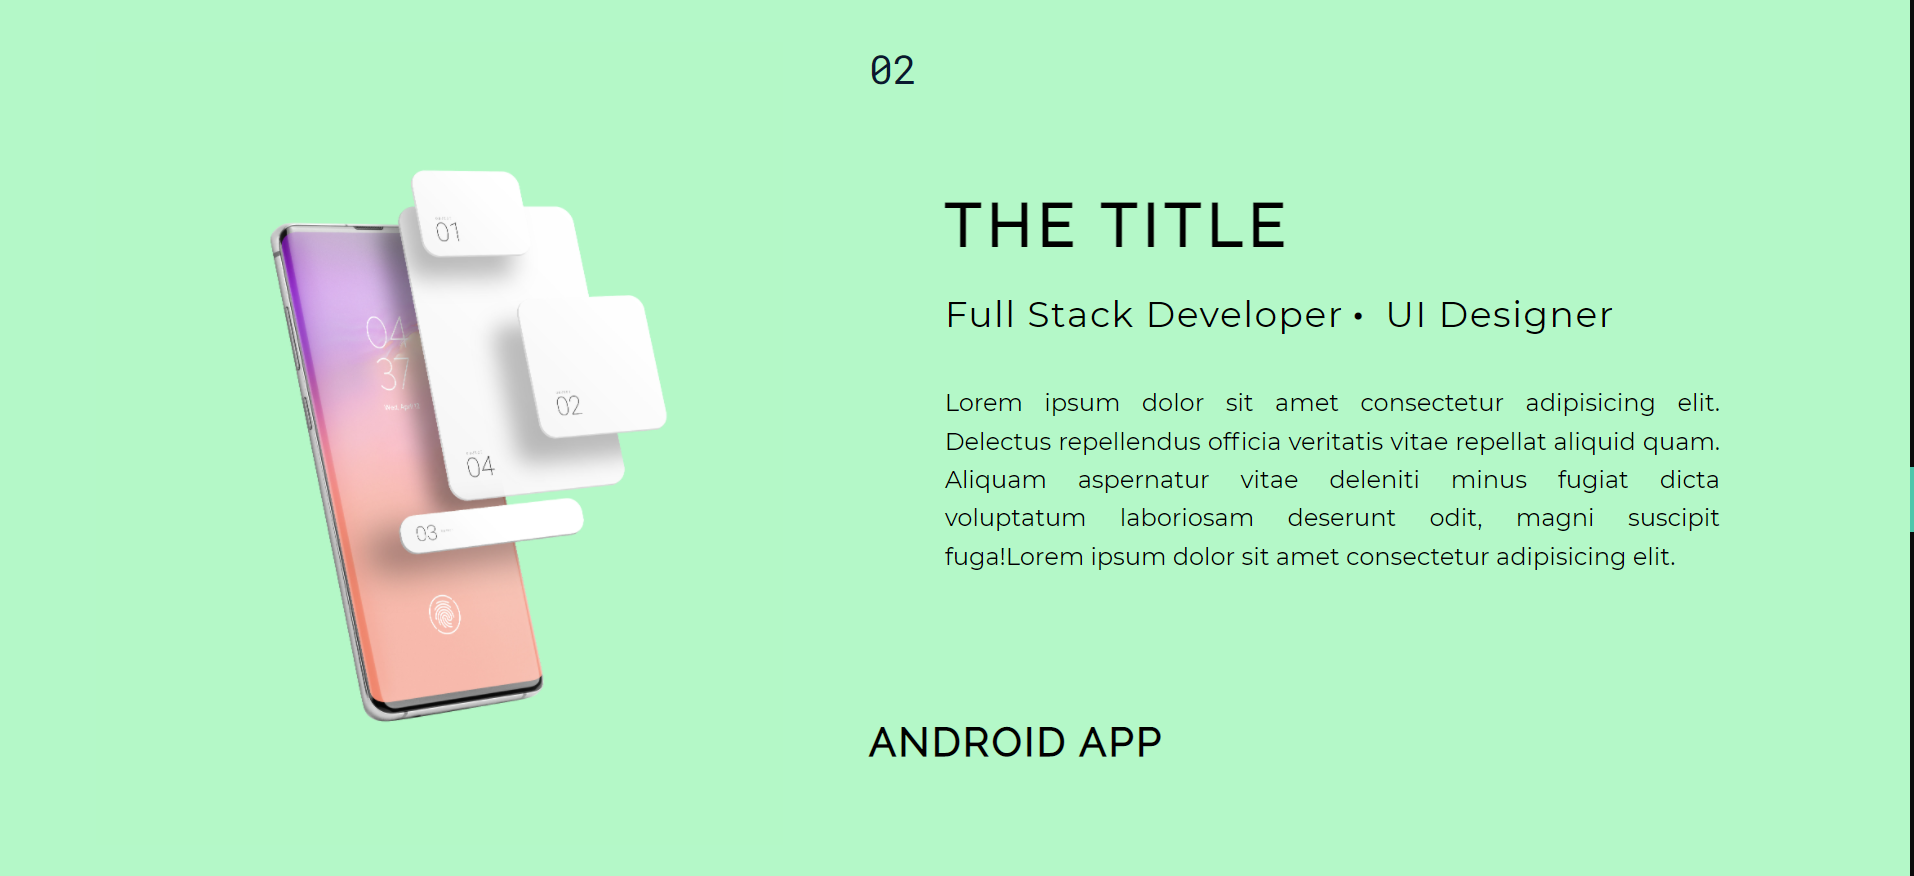 02
01
04
37
02
04
03
THE TITLE
Full Stack Developer • UI Designer
Lorem ipsum dolor sit amet consectetur adipisicing elit.
Delectus repellendus officia veritatis vitae repellat aliquid quam.
Aliquam aspernatur vitae deleniti minus fugiat dicta
voluptatum laboriosam deserunt odit, magni suscipit
fuga!Lorem ipsum dolor sit amet consectetur adipisicing elit.
ANDROID APP